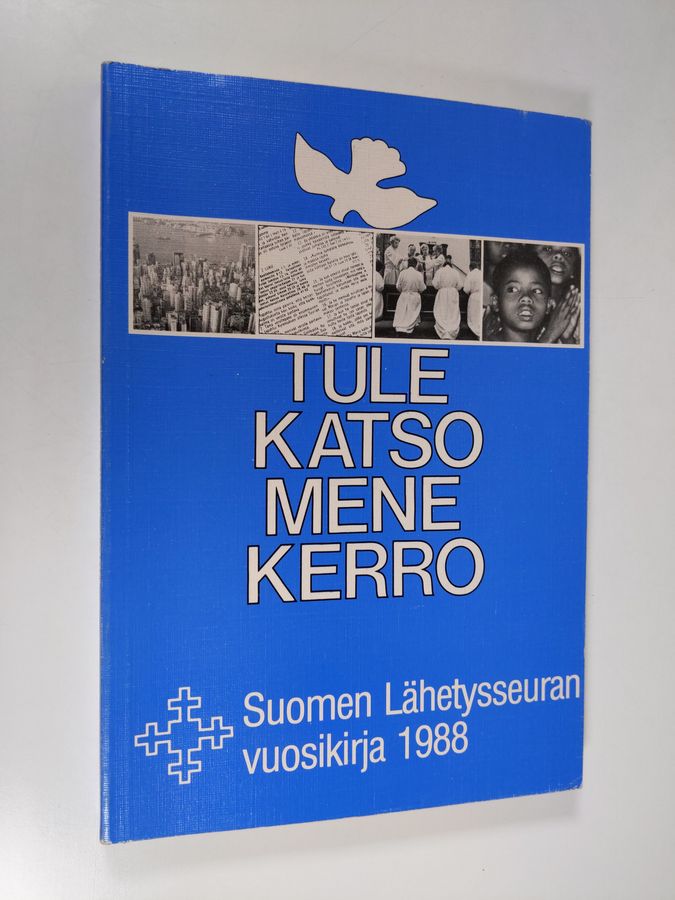 TULE
KATSO
MENE
KERRO
Suomen Lähetysseuran
vuosikirja 1988